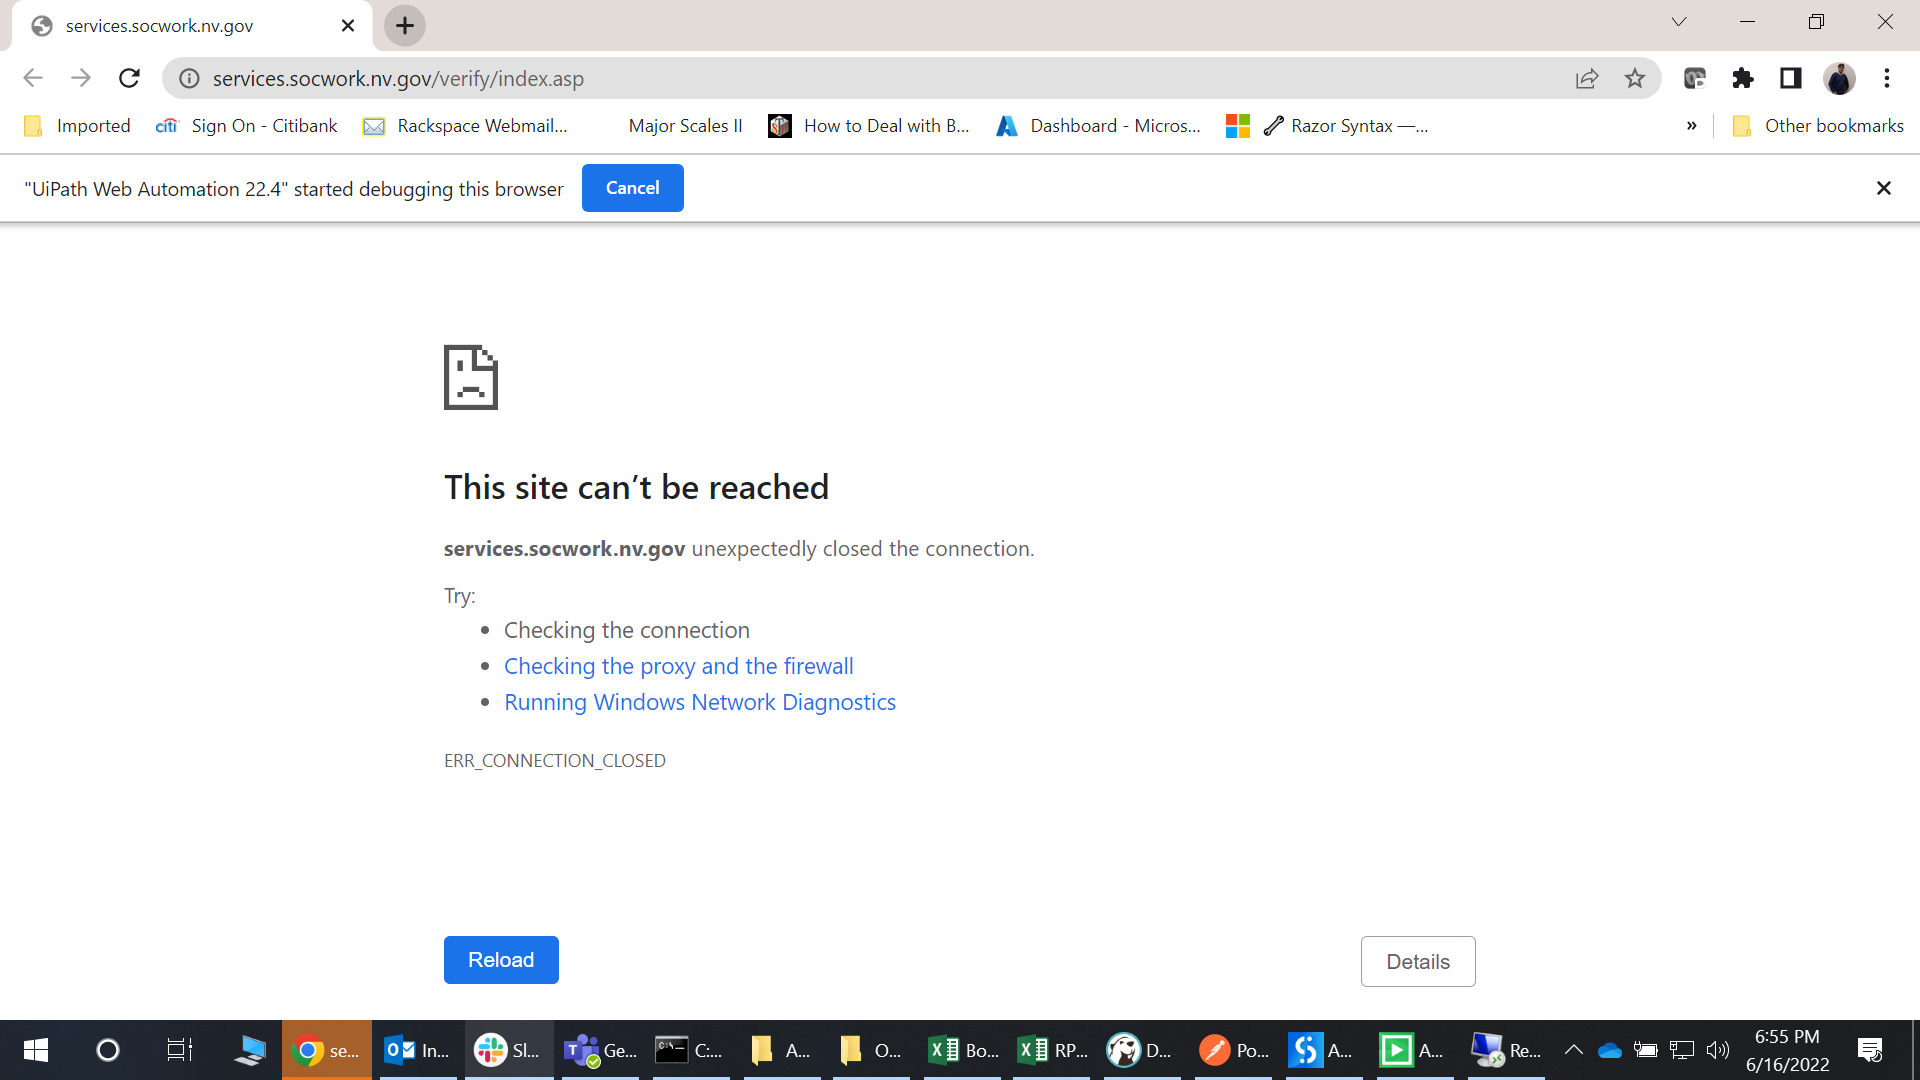 services.socwork.nv.gov
services.socwork.nv.gov/verify/index.asp
Imported
citi
Sign On - Citibank
Rackspace Webmail...
Major Scales II
How to Deal with B...
Dashboard - Micros...
Razor Syntax —...
»
Other bookmarks
"UiPath Web Automation 22.4" started debugging this browser
Cancel
This site can’t be reached
services.socwork.nv.gov unexpectedly closed the connection.
Try:
• Checking the connection
• Checking the proxy and the firewall
• Running Windows Network Diagnostics
ERR_CONNECTION_CLOSED
Reload
Details
se...
In...
Sl...
Ge...
C:...
A...
O...
Bo...
RP...
D...
Po...
A...
A...
Re...
6:55 PM
6/16/2022